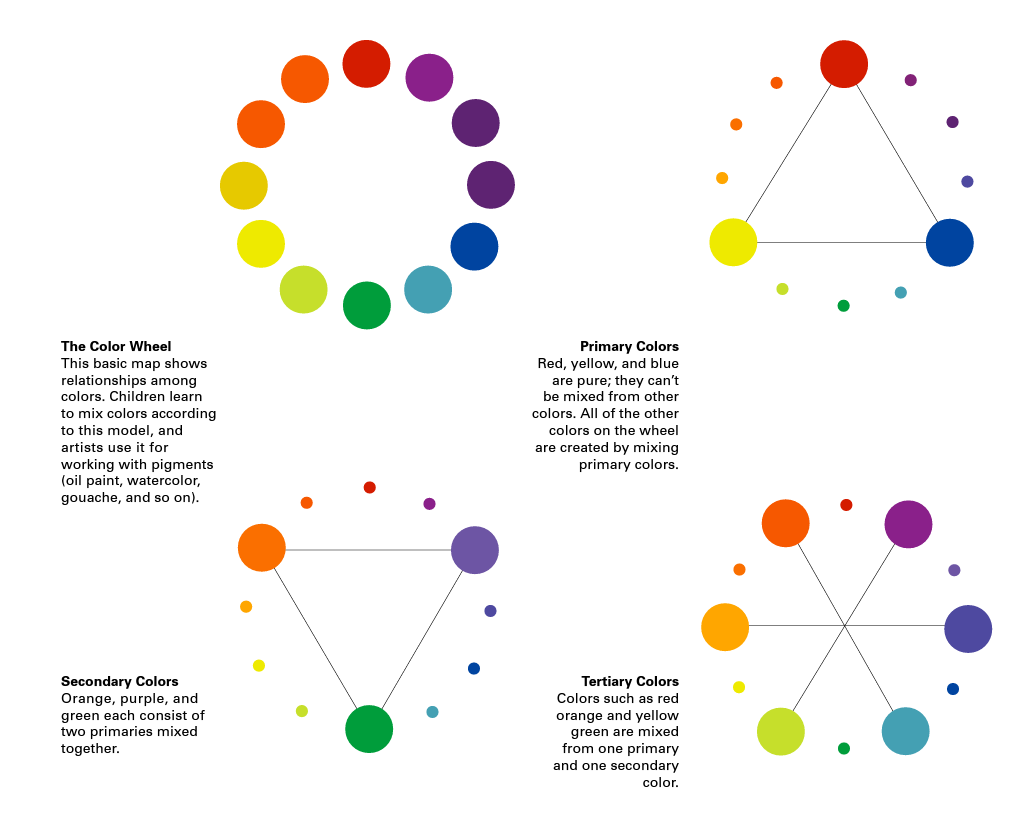 The Color Wheel
This basic map shows
relationships among
colors. Children learn
to mix colors according
to this model, and
artists use it for
working with pigments
(oil paint, watercolor,
gouache, and so on).
Primary Colors
Red, yellow, and blue
are pure; they can’t
be mixed from other
colors. All of the other
colors on the wheel
are created by mixing
primary colors.
Secondary Colors
Orange, purple, and
green each consist of
two primaries mixed
together.
Tertiary Colors
Colors such as red
orange and yellow
green are mixed
from one primary
and one secondary
color.